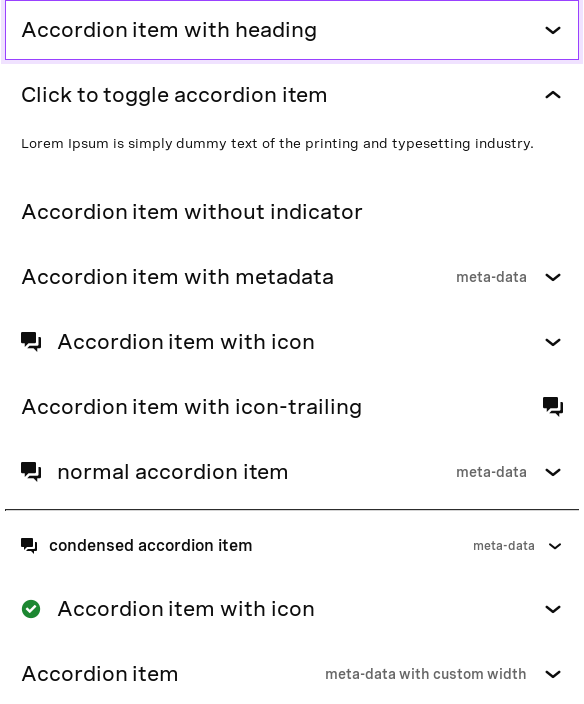 Accordion item with heading
Click to toggle accordion item
Lorem Ipsum is simply dummy text of the printing and typesetting industry.
Accordion item without indicator
Accordion item with metadata meta-data
Accordion item with icon
Accordion item with icon-trailing
normal accordion item meta-data
condensed accordion item meta-data
Accordion item with icon
Accordion item meta-data with custom width